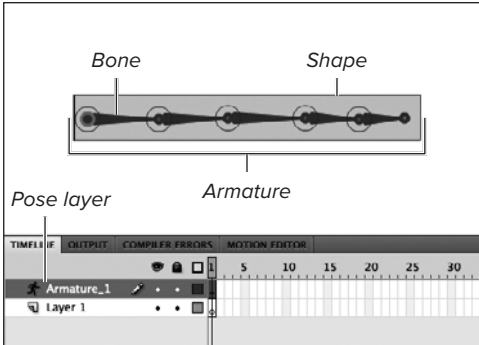 Bone Shape
Armature
Pose layer
TIMELINE OUTPUT COMPILER ERRORS MOTION EDITOR
1 5 10 15 20 25 30
Armature_1
Layer 1